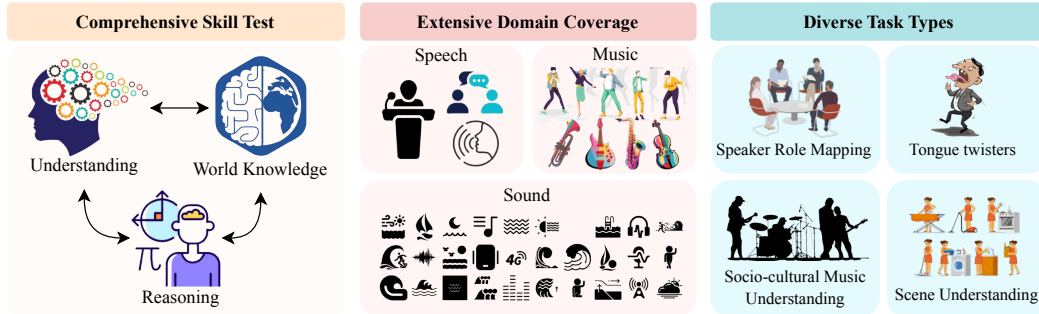 Comprehensive Skill Test
Understanding
World Knowledge
π
Reasoning
Extensive Domain Coverage
Speech
Music
Sound
4G
Diverse Task Types
Speaker Role Mapping
Tongue twisters
Socio-cultural Music
Understanding
Scene Understanding